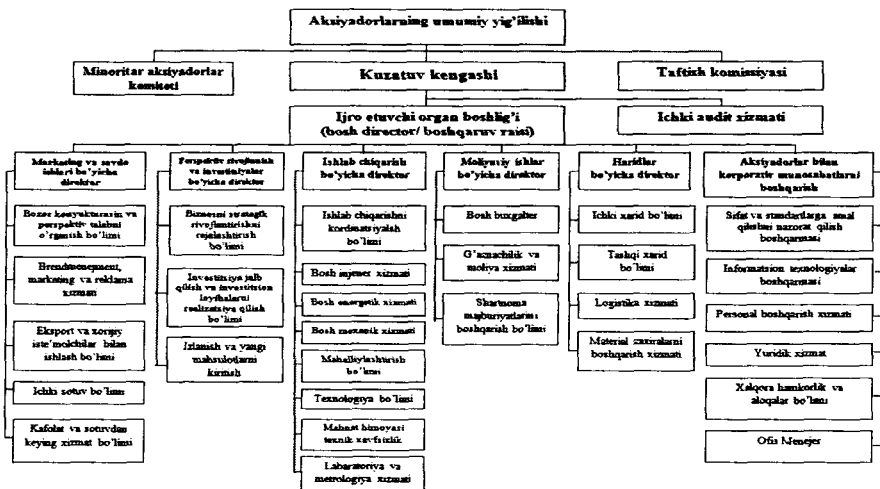 Aksiyadorlarning umumiy yig'ilishi
Minoritar aksiyadorlar
komiteti
Kuzatuv kengashi
Taftish komissiyasi
Ijro etuvchi organ boshlig'i
(bosh director/ boshqaruv raisi)
Ichki audit xizmati
Marketing va savdo
ishlari bo'yicha
direktor
Bozor konyukturasin va
perspektiv talabni
o'rganish bo'limi
Brendmenejment,
marketing va reklama
xizmati
Eksport va xorijiy
iste'molchilar bilan
ishlash bo'limi
Ichki sotuv bo'limi
Kafolat va sotuvdan
keying xizmat bo'limi
Perspektiv rivojlanish
va investitsiyalar
bo'yicha direktor
Biznesni strategik
rivojlantirishni
rejalashtirish
bo'limi
Investitsiya jalb
qilish va investitsion
loyihalarni
realizatsiya qilish bo'limi
Izlanish va yangi
mahsulotlarni
kiritish
Ishlab chiqarish
bo'yicha direktor
Ishlab chiqarishni
kordinatsiyalsh
bo'limi
Bosh injener xizmati
Bosh energetik xizmati
Bosh mexanik xizmati
Mahalliylashtirish
bo'limi
Texnologiya bo'limi
Mahnat himoyasi
texnik xavfsizlik
Labaratoriya va
metrologiya xizmati
Moliyaviy ishlar
bo'yicha direktor
Bosh buxgalter
G'aznachilik va
moliya xizmati
Shartnoma
majburiyatlarini
boshqarish bo'limi
Haridlar
bo'yicha direktor
Ichki xarid bo'limi
Tashqi xarid
bo'limi
Logistika xizmati
Material zaxiralarni
boshqarish xizmati
Aksiyadorlar bilan
korporativ munosabatlarni
boshqarish
Sifat va standartlarga amal
qilishni nazorat qilish
boshqarmasi
Informatsion texnologiyalar
boshqarmasi
Personal boshqarish xizmati
Yuridik xizmat
Xalqora hamkorlik va
aloqalar bo'limi
Ofis Menejer